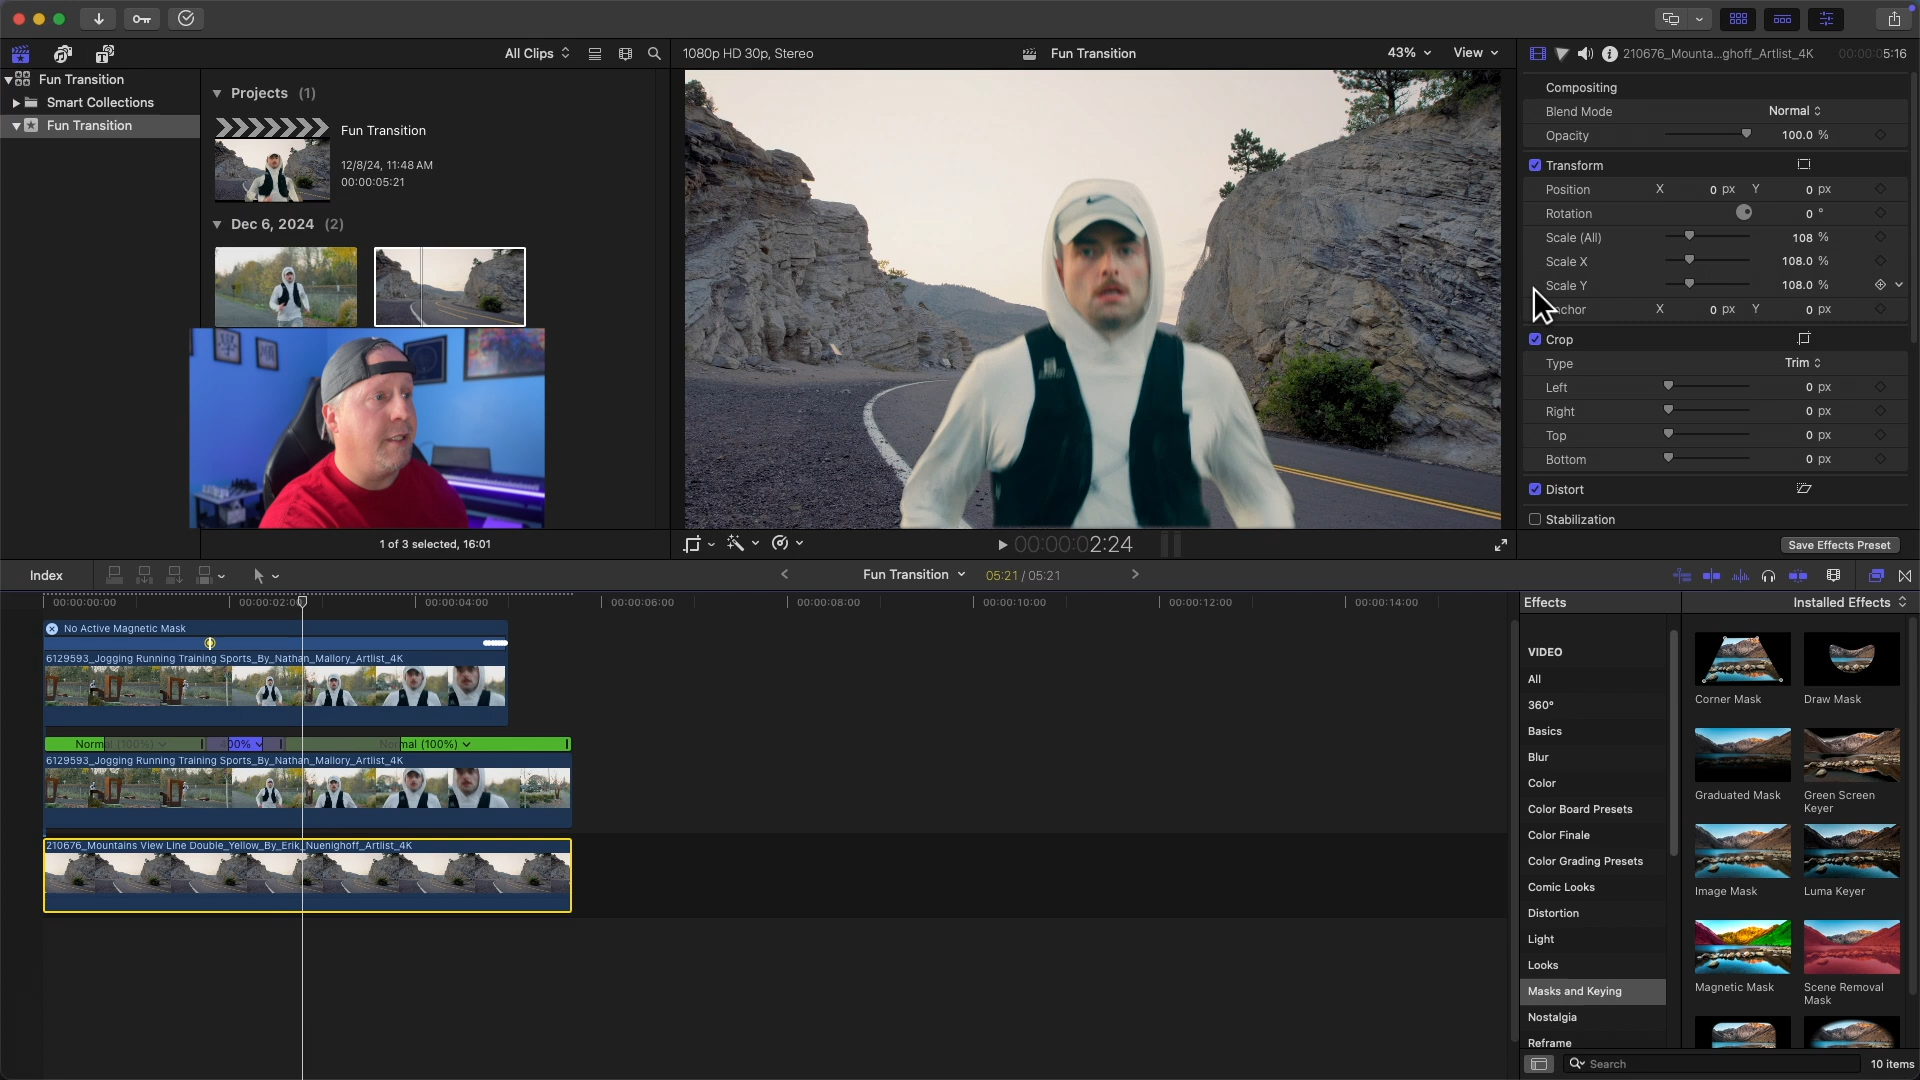 All Clips
1080p HD 30p, Stereo
Fun Transition
43%
View
210676_Mounta...ghoff_Artlist_4K
00:00:05:16
Fun Transition
Smart Collections
Fun Transition
Projects (1)
Fun Transition
12/8/24, 11:48 AM
00:00:05:21
Dec 6, 2024 (2)
1 of 3 selected, 16:01
00:00:02:24
Compositing
Blend Mode Normal
Opacity 100.0 %
Transform
Position X 0 px Y 0 px
Rotation 0 °
Scale (All) 108 %
Scale X 108.0 %
Scale Y 108.0 %
chor X 0 px Y 0 px
Crop
Type Trim
Left 0 px
Right 0 px
Top 0 px
Bottom 0 px
Distort
Stabilization
Save Effects Preset
Index
Fun Transition
05:21 / 05:21
00:00:00:00
00:00:02:00
00:00:04:00
00:00:06:00
00:00:08:00
00:00:10:00
00:00:12:00
00:00:14:00
No Active Magnetic Mask
6129593_Jogging Running Training Sports_By_Nathan_Mallory_Artlist_4K
Normal (100%)
400%
Normal (100%)
6129593_Jogging Running Training Sports_By_Nathan_Mallory_Artlist_4K
210676_Mountains View Line Double_Yellow_By_Erik_Nuenighoff_Artlist_4K
Effects
Installed Effects
VIDEO
All
360°
Basics
Blur
Color
Color Board Presets
Color Finale
Color Grading Presets
Comic Looks
Distortion
Light
Looks
Masks and Keying
Nostalgia
Reframe
Corner Mask
Draw Mask
Graduated Mask
Green Screen
Keyer
Image Mask
Luma Keyer
Magnetic Mask
Scene Removal
Mask
Search
10 items